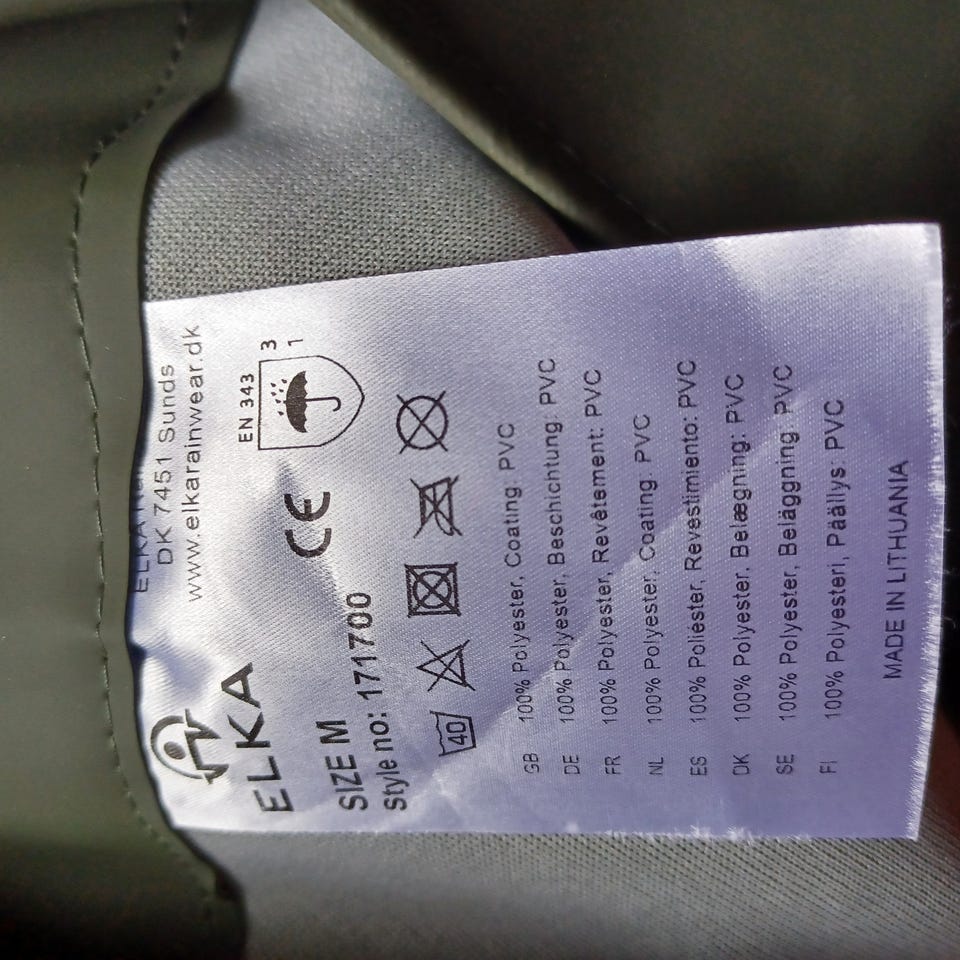 DK 7451 Sunds
www.elkarainwear.dk
ELKA
EN 343
3
1
CE
SIZE M
Style no: 171700
40
GB 100% Polyester, Coating: PVC
DE 100% Polyester, Beschichtung: PVC
FR 100% Polyester, Revêtement: PVC
NL 100% Polyester, Coating: PVC
ES 100% Poliéster, Revestimiento: PVC
DK 100% Polyester, Belægning: PVC
SE 100% Polyester, Beläggning: PVC
FI 100% Polyesteri, Päällys: PVC
MADE IN LITHUANIA